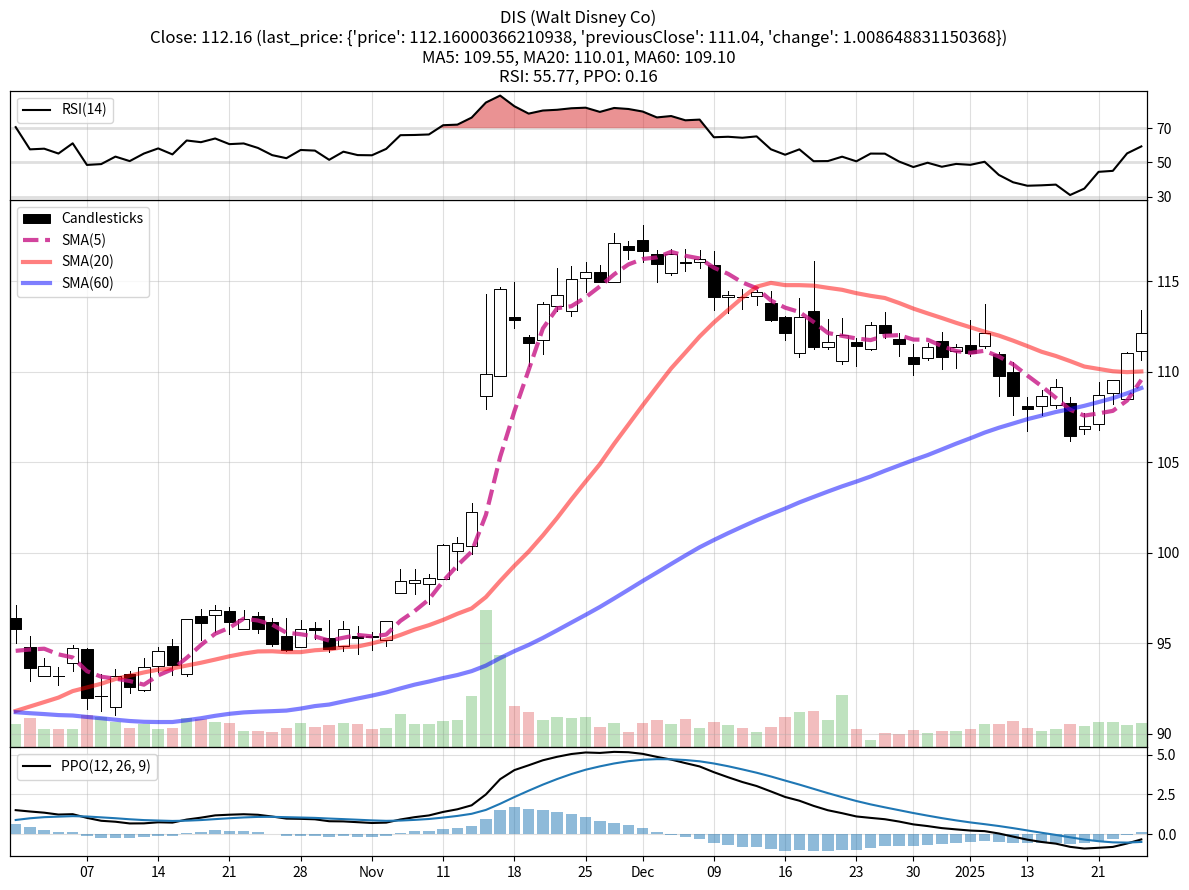 DIS (Walt Disney Co)
Close: 112.16 (last_price: {'price': 112.16000366210938, 'previousClose': 111.04, 'change': 1.008648831150368})
MA5: 109.55, MA20: 110.01, MA60: 109.10
RSI: 55.77, PPO: 0.16
RSI(14)
70
50
30
Candlesticks
SMA(5)
SMA(20)
SMA(60)
115
110
105
100
95
90
PPO(12, 26, 9)
5.0
2.5
0.0
07 14 21 28 Nov 11 18 25 Dec 09 16 23 30 2025 13 21